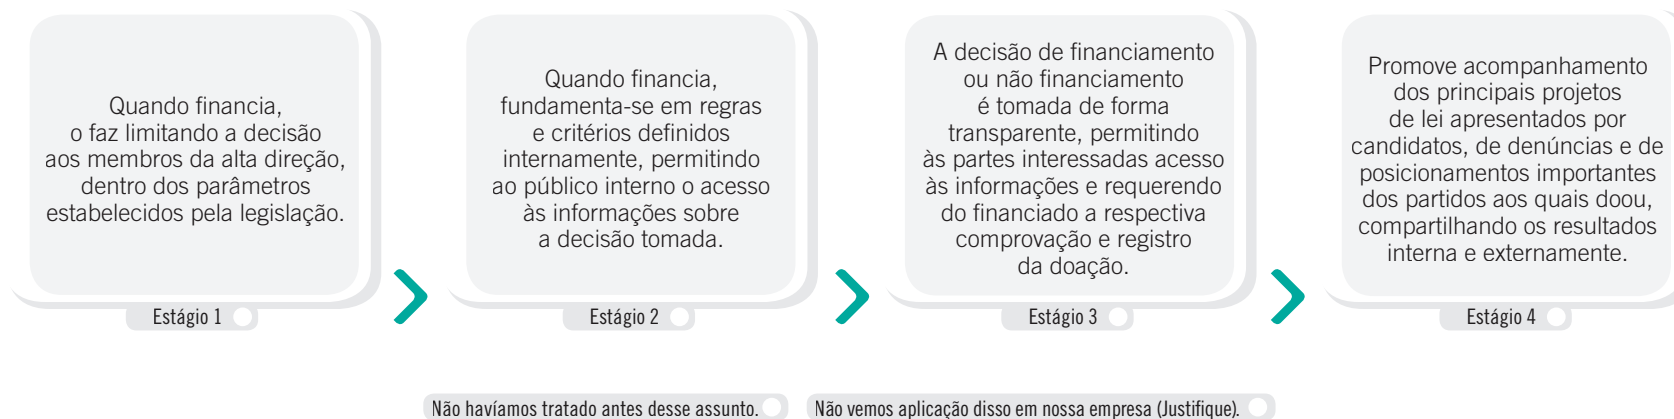 Quando financia,
o faz limitando a decisão
aos membros da alta direção,
dentro dos parâmetros
estabelecidos pela legislação.
Estágio 1
Quando financia,
fundamenta-se em regras
e critérios definidos
internamente, permitindo
ao público interno o acesso
às informações sobre
a decisão tomada.
Estágio 2
A decisão de financiamento
ou não financiamento
é tomada de forma
transparente, permitindo
às partes interessadas acesso
às informações e requerendo
do financiado a respectiva
comprovação e registro
da doação.
Estágio 3
Promove acompanhamento
dos principais projetos
de lei apresentados por
candidatos, de denúncias e de
posicionamentos importantes
dos partidos aos quais doou,
compartilhando os resultados
interna e externamente.
Estágio 4
Não havíamos tratado antes desse assunto.
Não vemos aplicação disso em nossa empresa (Justifique).